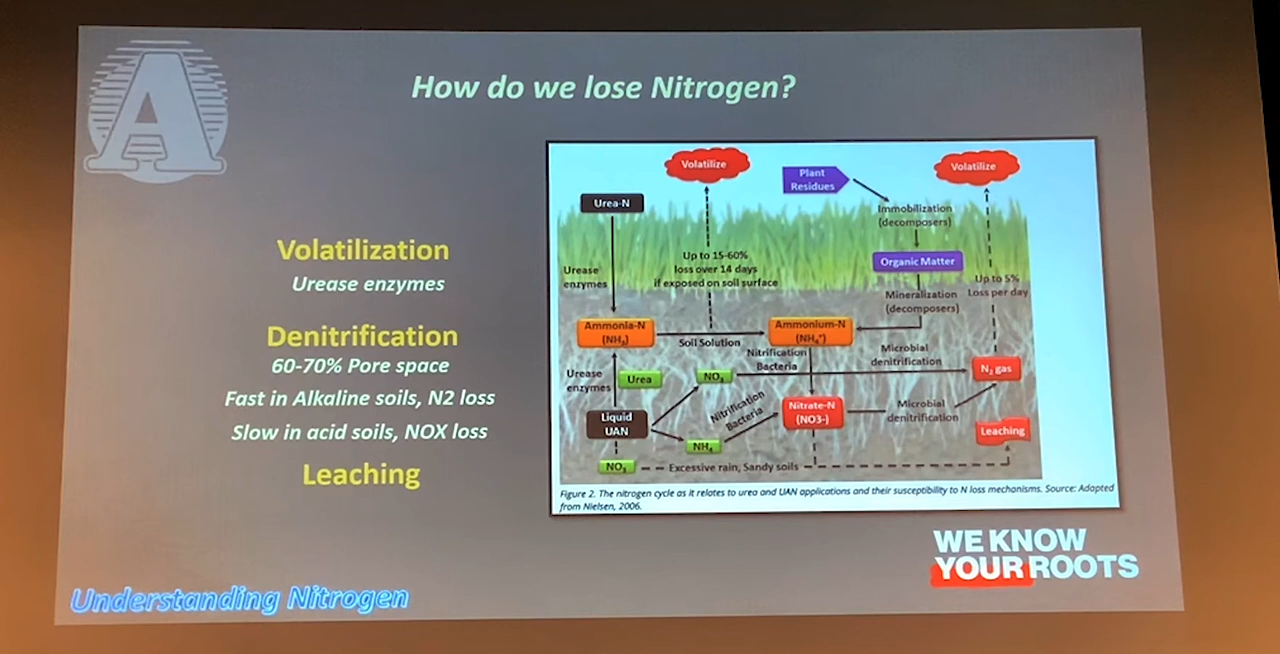 A
How do we lose Nitrogen?
Volatilization
Urease enzymes
Denitrification
60-70% Pore space
Fast in Alkaline soils, N2 loss
Slow in acid soils, NOX loss
Leaching
Volatilize
Plant
Residues
Volatilize
Urea-N
Immobilization
(decomposers)
Up to 15-60%
loss over 14 days
if exposed on soil surface
Organic Matter
Urease
enzymes
Up to 5%
Loss per day
Mineralization
(decomposers)
Ammonia-N
(NH₃)
Soil Solution
Ammonium-N
(NH₄⁺)
Nitrification
Bacteria
Microbial
denitrification
Urease
enzymes
Urea
NO₃
N₂ gas
Liquid
UAN
Nitrification
Bacteria
Nitrate-N
(NO3-)
Microbial
denitrification
Leaching
NH₄
NO₃
Excessive rain, Sandy soils
Figure 2. The nitrogen cycle as it relates to urea and UAN applications and their susceptibility to N loss mechanisms. Source: Adapted
from Nielsen, 2006.
WE KNOW
YOUR ROOTS
Understanding Nitrogen